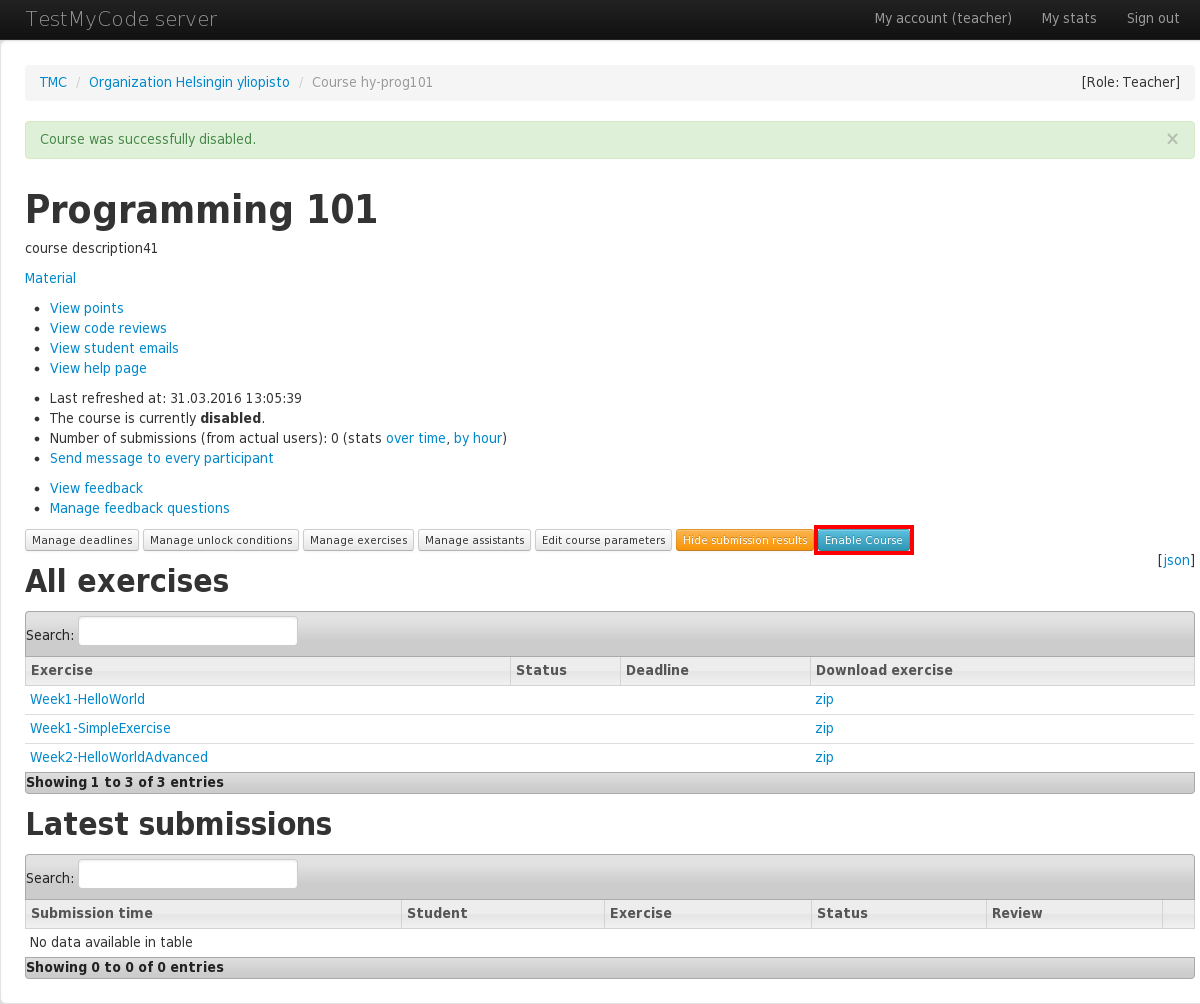 TestMyCode server My account (teacher) My stats Sign out
TMC / Organization Helsingin yliopisto / Course hy-prog101 [Role: Teacher]
Course was successfully disabled. ×
Programming 101
course description41
Material
• View points
• View code reviews
• View student emails
• View help page
• Last refreshed at: 31.03.2016 13:05:39
• The course is currently disabled.
• Number of submissions (from actual users): 0 (stats over time, by hour)
• Send message to every participant
• View feedback
• Manage feedback questions
Manage deadlines Manage unlock conditions Manage exercises Manage assistants Edit course parameters Hide submission results Enable Course
[json]
All exercises
Search:
Exercise Status Deadline Download exercise
Week1-HelloWorld zip
Week1-SimpleExercise zip
Week2-HelloWorldAdvanced zip
Showing 1 to 3 of 3 entries
Latest submissions
Search:
Submission time Student Exercise Status Review
No data available in table
Showing 0 to 0 of 0 entries